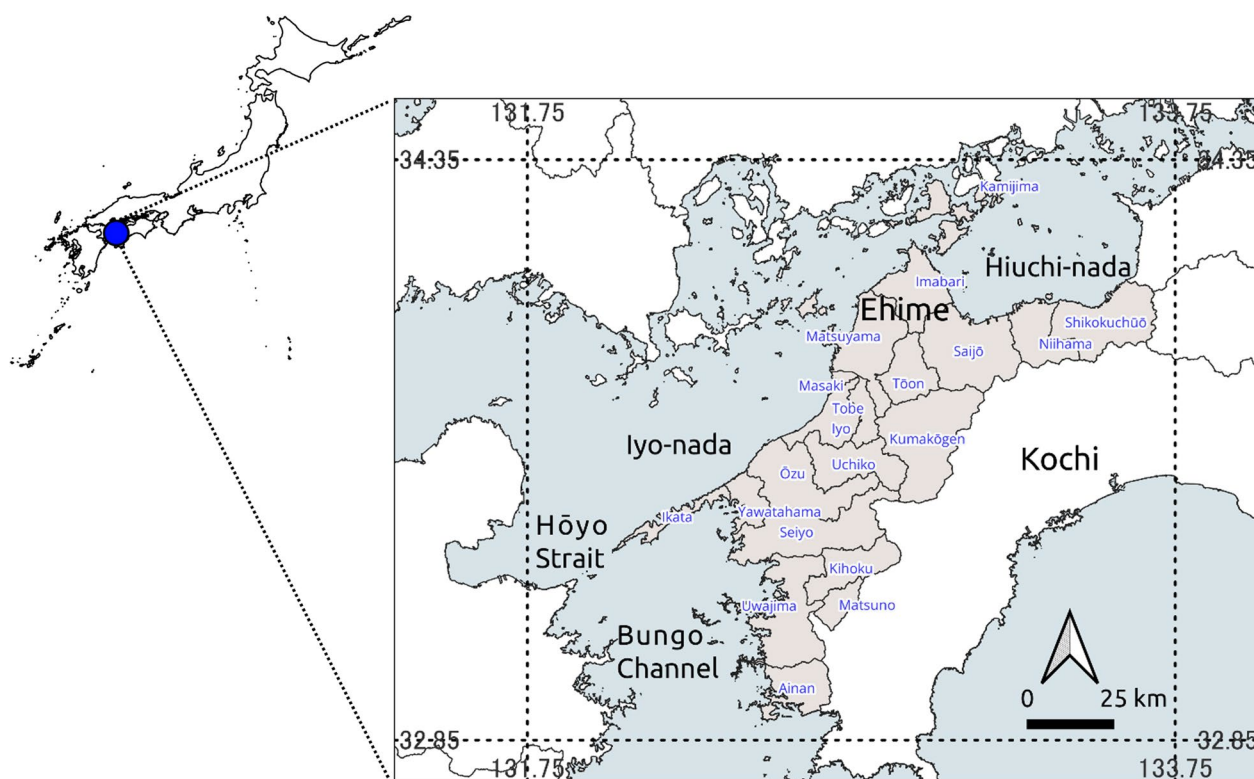 131.75
133.75
34.35
34.35
Kamijima
Hiuchi-nada
Imabari
Ehime
Shikokuchūō
Matsuyama
Niihama
Saijō
Masaki
Tōon
Tobe
Iyo
Kumakōgen
Iyo-nada
Kochi
Uchiko
Ōzu
Yawatahama
Ikata
Hōyo
Strait
Seiyo
Kihoku
Uwajima
Matsuno
Bungo
Channel
Ainan
0
25 km
32.85
32.85
131.75
133.75